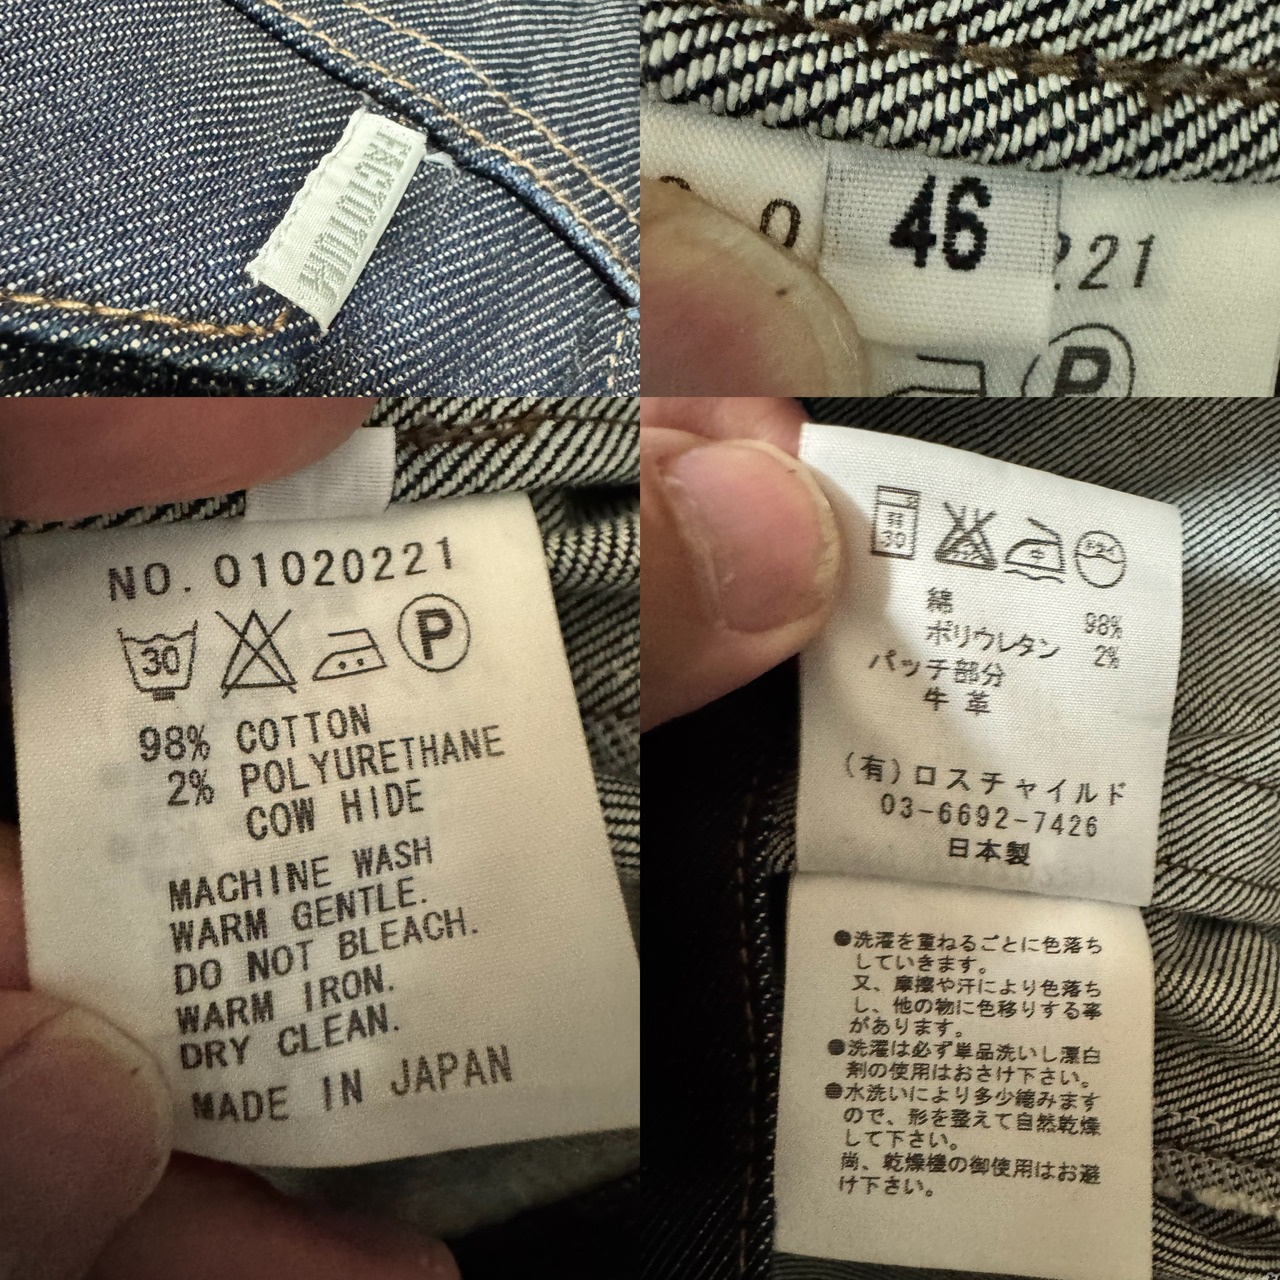 FACTOTUM
46
0
221
P
NO. 01020221
30
P
98% COTTON
2% POLYURETHANE
COW HIDE
MACHINE WASH
WARM GENTLE.
DO NOT BLEACH.
WARM IRON.
DRY CLEAN.
MADE IN JAPAN
弱
30
中
ドライ
綿 98%
ポリウレタン 2%
パッチ部分
牛革
(有)ロスチャイルド
03-6692-7426
日本製
●洗濯を重ねるごとに色落ち
していきます。
又、摩擦や汗により色落ち
し、他の物に色移りする事
があります。
●洗濯は必ず単品洗いし漂白
剤の使用はおさけ下さい。
●水洗いにより多少縮みます
ので、形を整えて自然乾燥
して下さい。
尚、乾燥機の御使用はお避
け下さい。